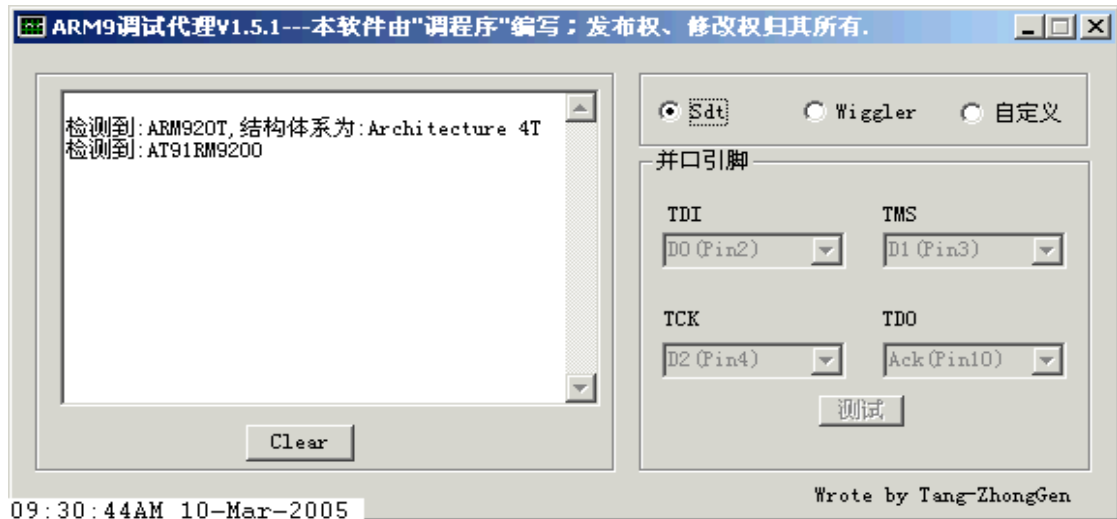 ARM9调试代理V1.5.1---本软件由"调程序"编写；发布权、修改权归其所有.
检测到:ARM920T,结构体系为:Architecture 4T
检测到:AT91RM9200
Clear
Sdt Wiggler 自定义
并口引脚
TDI TMS
D0(Pin2) D1(Pin3)
TCK TDO
D2(Pin4) Ack(Pin10)
测试
Wrote by Tang-ZhongGen
09:30:44AM 10-Mar-2005